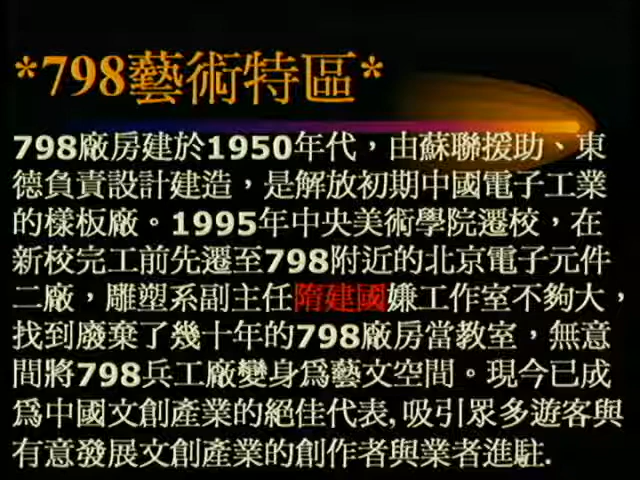 *798藝術特區*
798廠房建於1950年代，由蘇聯援助、東
德負責設計建造，是解放初期中國電子工業
的樣板廠。1995年中央美術學院遷校，在
新校完工前先遷至798附近的北京電子元件
二廠，雕塑系副主任隋建國嫌工作室不夠大，
找到廢棄了幾十年的798廠房當教室，無意
間將798兵工廠變身為藝文空間。現今已成
為中國文創產業的絕佳代表,吸引眾多遊客與
有意發展文創產業的創作者與業者進駐.